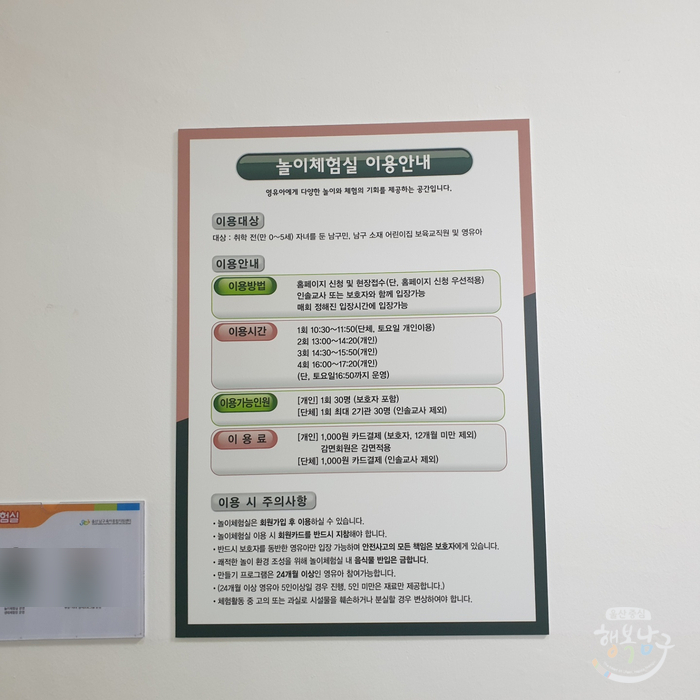 놀이체험실 이용안내
영유아에게 다양한 놀이와 체험의 기회를 제공하는 공간입니다.
이용대상
대상 : 취학 전(만 0~5세) 자녀를 둔 남구민, 남구 소재 어린이집 보육교직원 및 영유아
이용안내
이용방법
홈페이지 신청 및 현장접수(단, 홈페이지 신청 우선적용)
인솔교사 또는 보호자와 함께 입장가능
매회 정해진 입장시간에 입장가능
이용시간
1회 10:30~11:50(단체, 토요일 개인이용)
2회 13:00~14:20(개인)
3회 14:30~15:50(개인)
4회 16:00~17:20(개인)
(단, 토요일16:50까지 운영)
이용가능인원
[개인] 1회 30명 (보호자 포함)
[단체] 1회 최대 2기관 30명 (인솔교사 제외)
이 용 료
[개인] 1,000원 카드결제 (보호자, 12개월 미만 제외)
감면회원은 감면적용
[단체] 1,000원 카드결제 (인솔교사 제외)
이용 시 주의사항
• 놀이체험실은 회원가입 후 이용하실 수 있습니다.
• 놀이체험실 이용 시 회원카드를 반드시 지참해야 합니다.
• 반드시 보호자를 동반한 영유아만 입장 가능하며 안전사고의 모든 책임은 보호자에게 있습니다.
• 쾌적한 놀이 환경 조성을 위해 놀이체험실 내 음식물 반입은 금합니다.
• 만들기 프로그램은 24개월 이상인 영유아 참여가능합니다.
• (24개월 이상 영유아 5인이상일 경우 진행, 5인 미만은 재료만 제공합니다.)
• 체험활동 중 고의 또는 과실로 시설물을 훼손하거나 분실할 경우 변상하여야 합니다.
험실
행복남구